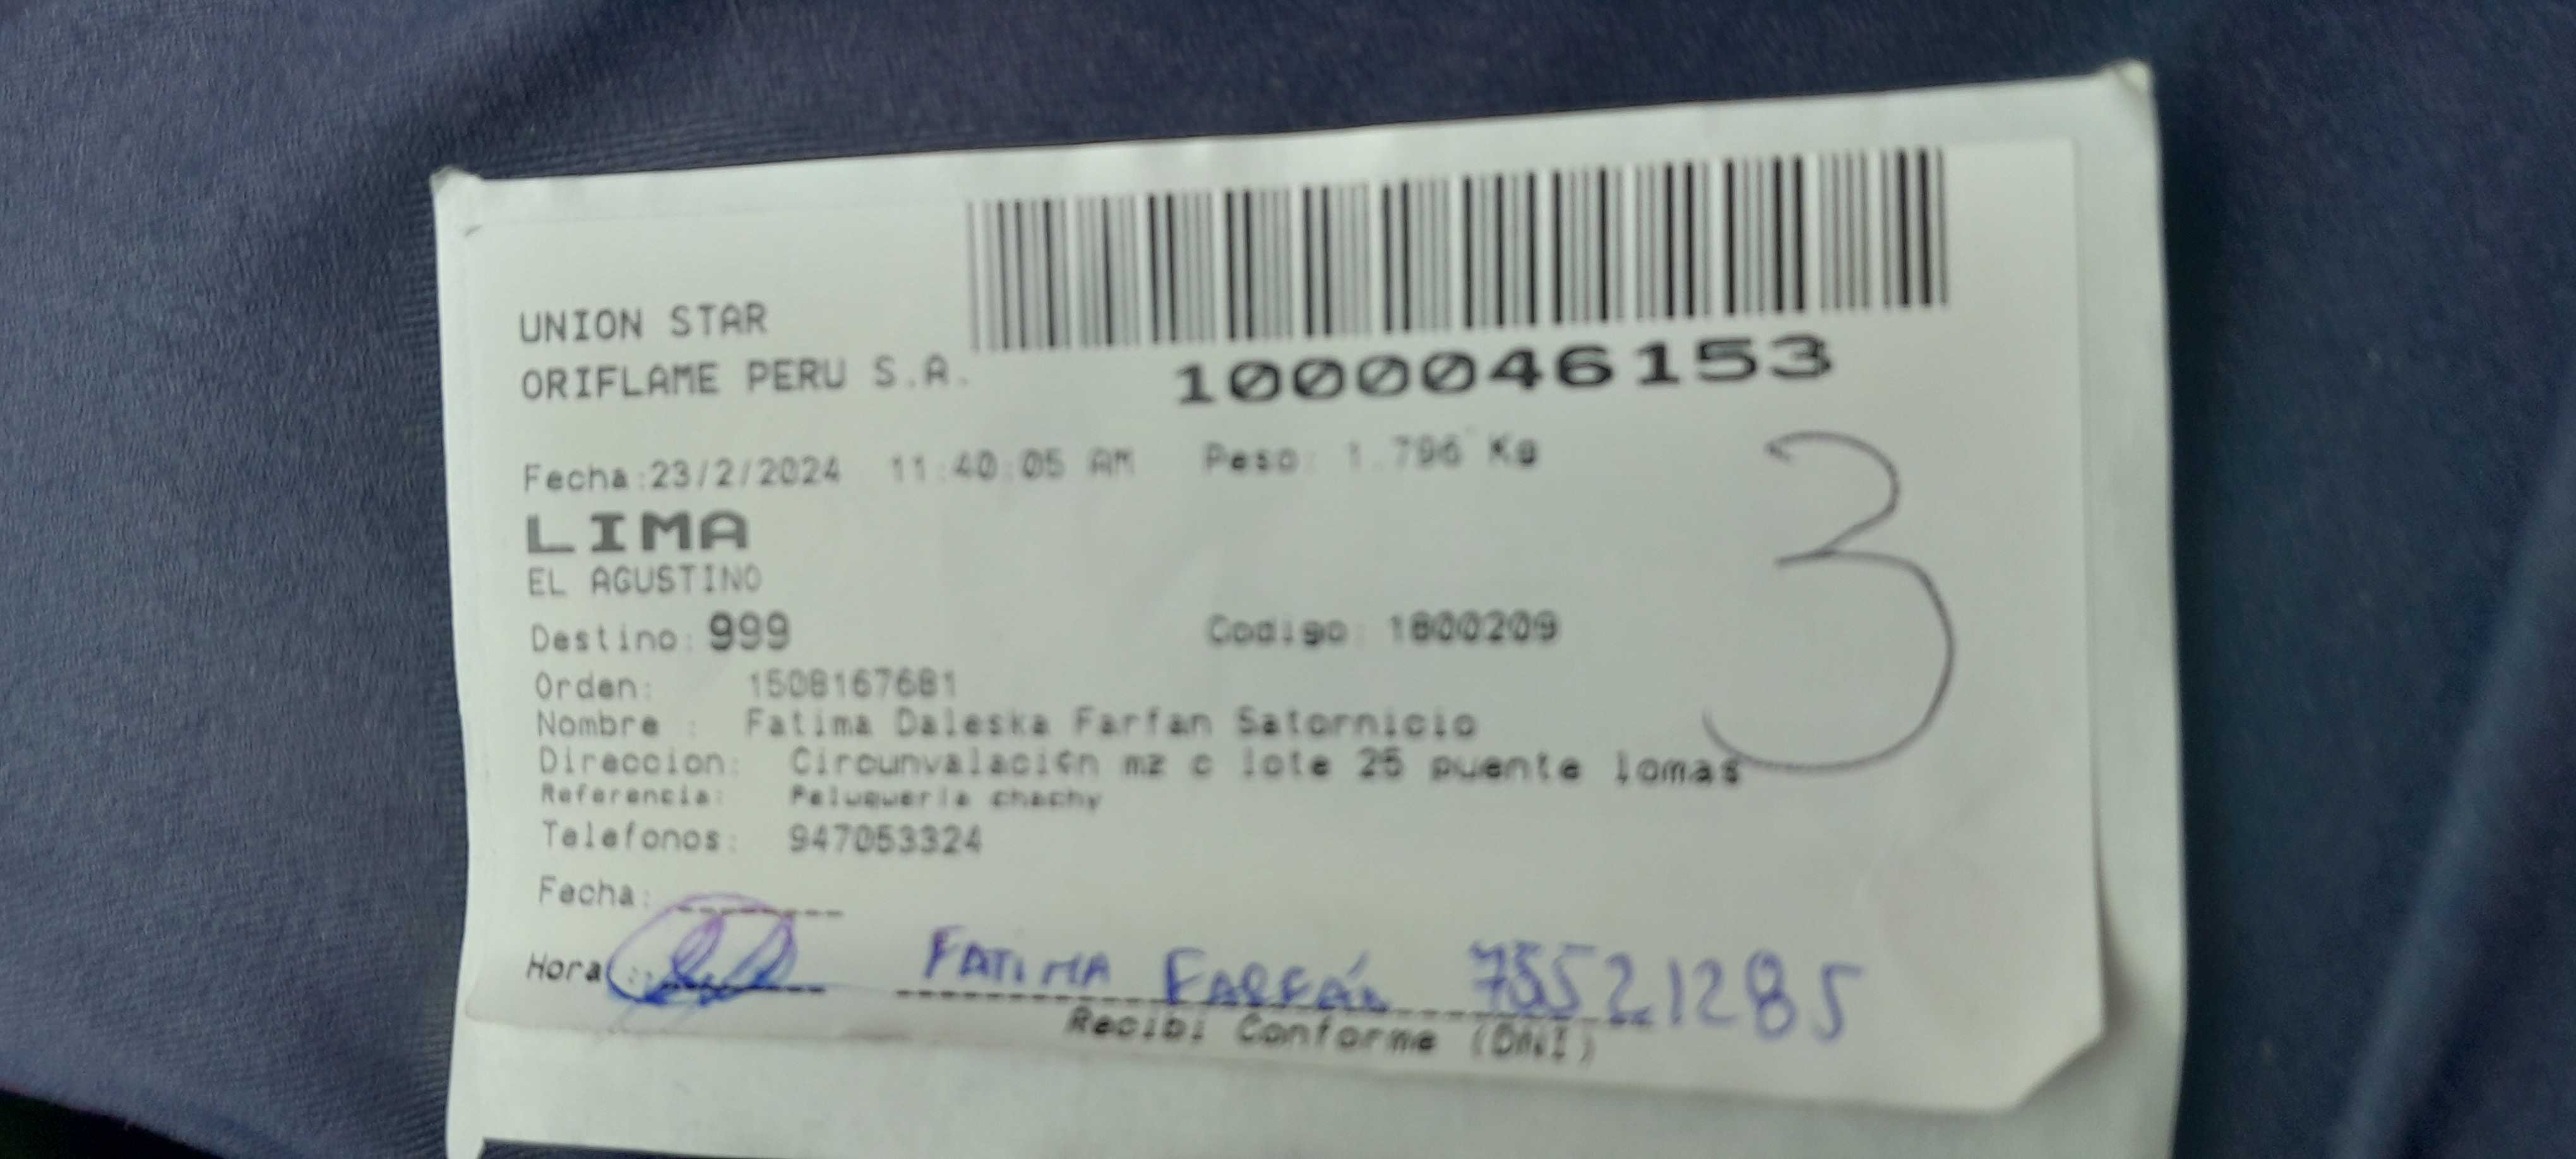 UNION STAR
ORIFLAME PERU S.A.
1000046153
Fecha:23/2/2024 11:40:05 AM Peso: 1.796 Kg
3
LIMA
EL AGUSTINO
Destino: 999 Codigo: 1800209
Orden: 1508167681
Nombre : Fatima Daleska Farfan Satornicio
Direccion: Circunvalación mz c lote 25 puente lomas
Referencia: Peluqueria chachy
Telefonos: 947053324
Fecha:
Hora : FATIMA FARFÁN 75521285
Recibi Conforme (DNI)